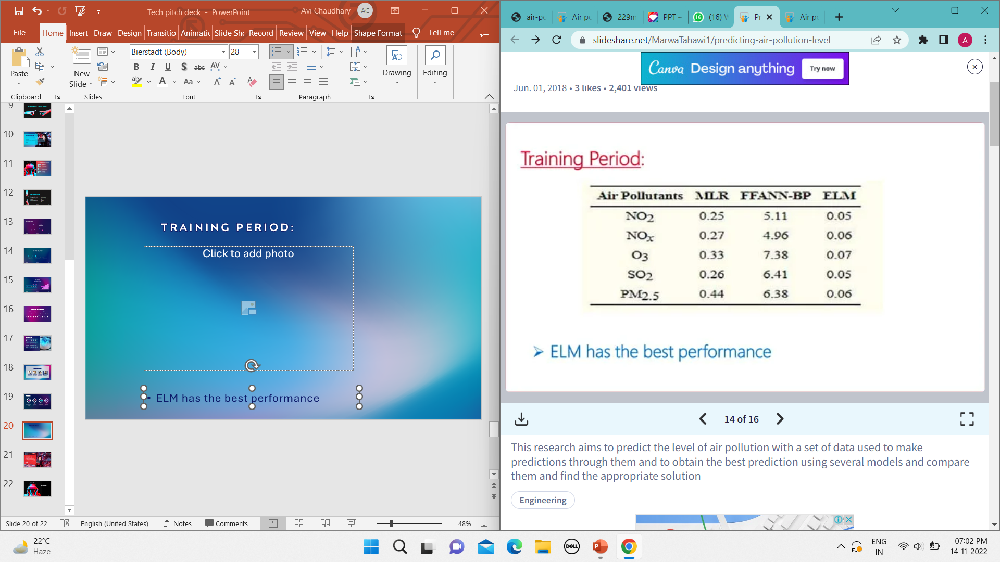 Tech pitch deck - PowerPoint
Avi Chaudhary
AC
File
Home
Insert
Draw
Design
Transitio
Animatic
Slide Sh
Record
Review
View
Help
Shape Format
Tell me
Paste
Clipboard
New
Slide
Slides
Bierstadt (Body)
28
B I U S abc AV
A Aa A A
Font
Paragraph
Drawing
Editing
9
10
11
12
13
14
15
16
17
18
19
20
21
22
TRAINING PERIOD:
Click to add photo
• ELM has the best performance
Slide 20 of 22
English (United States)
Notes
Comments
48%
air-pc
Air pc
229m
PPT -
(16) V
Pr
Air pc
slideshare.net/MarwaTahawi1/predicting-air-pollution-level
A
Canva Design anything Try now
Jun. 01, 2018 • 3 likes • 2,401 views
Training Period:
Air Pollutants MLR FFANN-BP ELM
NO2 0.25 5.11 0.05
NOx 0.27 4.96 0.06
O3 0.33 7.38 0.07
SO2 0.26 6.41 0.05
PM2.5 0.44 6.38 0.06
➢ ELM has the best performance
14 of 16
This research aims to predict the level of air pollution with a set of data used to make
predictions through them and to obtain the best prediction using several models and compare
them and find the appropriate solution
Engineering
22°C
Haze
DELL
ENG
IN
07:02 PM
14-11-2022